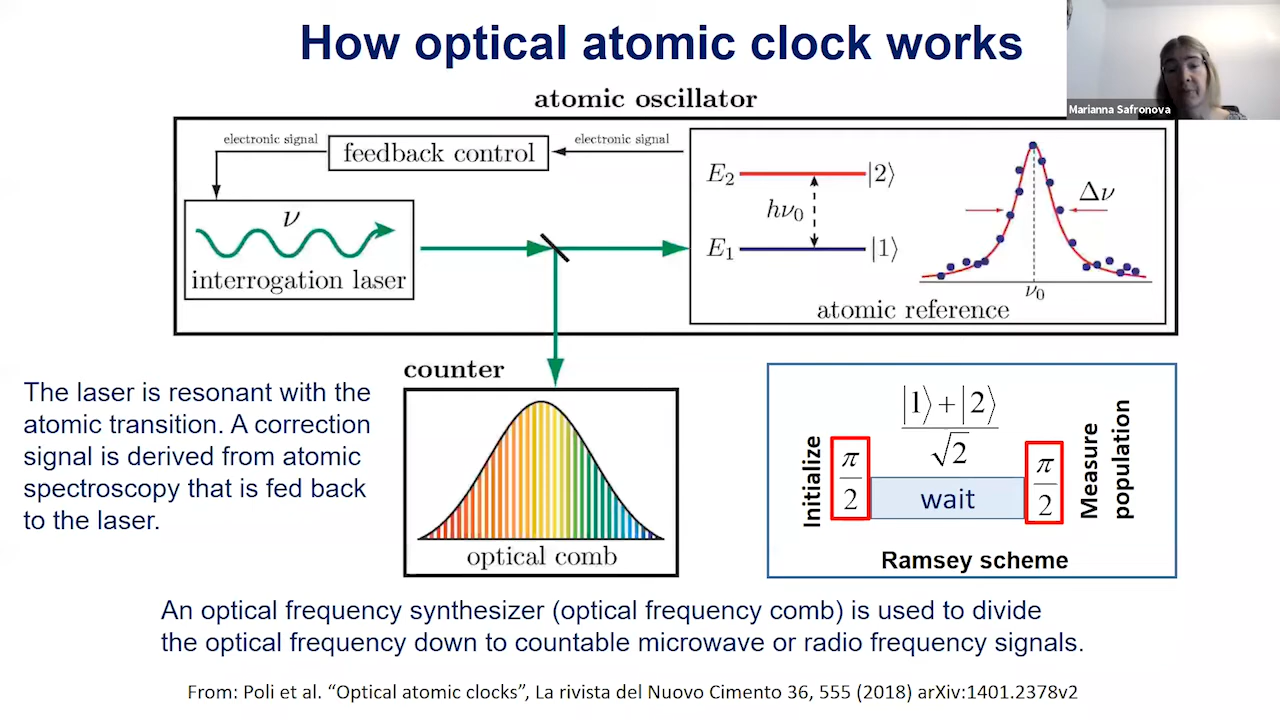 How optical atomic clock works
Marianna Safronova
atomic oscillator
electronic signal
feedback control
electronic signal
ν
interrogation laser
E₂
|2⟩
hν₀
E₁
|1⟩
Δν
ν₀
atomic reference
The laser is resonant with the
atomic transition. A correction
signal is derived from atomic
spectroscopy that is fed back
to the laser.
counter
optical comb
Initialize
π/2
|1⟩+|2⟩
√2
wait
π/2
Measure
population
Ramsey scheme
An optical frequency synthesizer (optical frequency comb) is used to divide
the optical frequency down to countable microwave or radio frequency signals.
From: Poli et al. “Optical atomic clocks”, La rivista del Nuovo Cimento 36, 555 (2018) arXiv:1401.2378v2